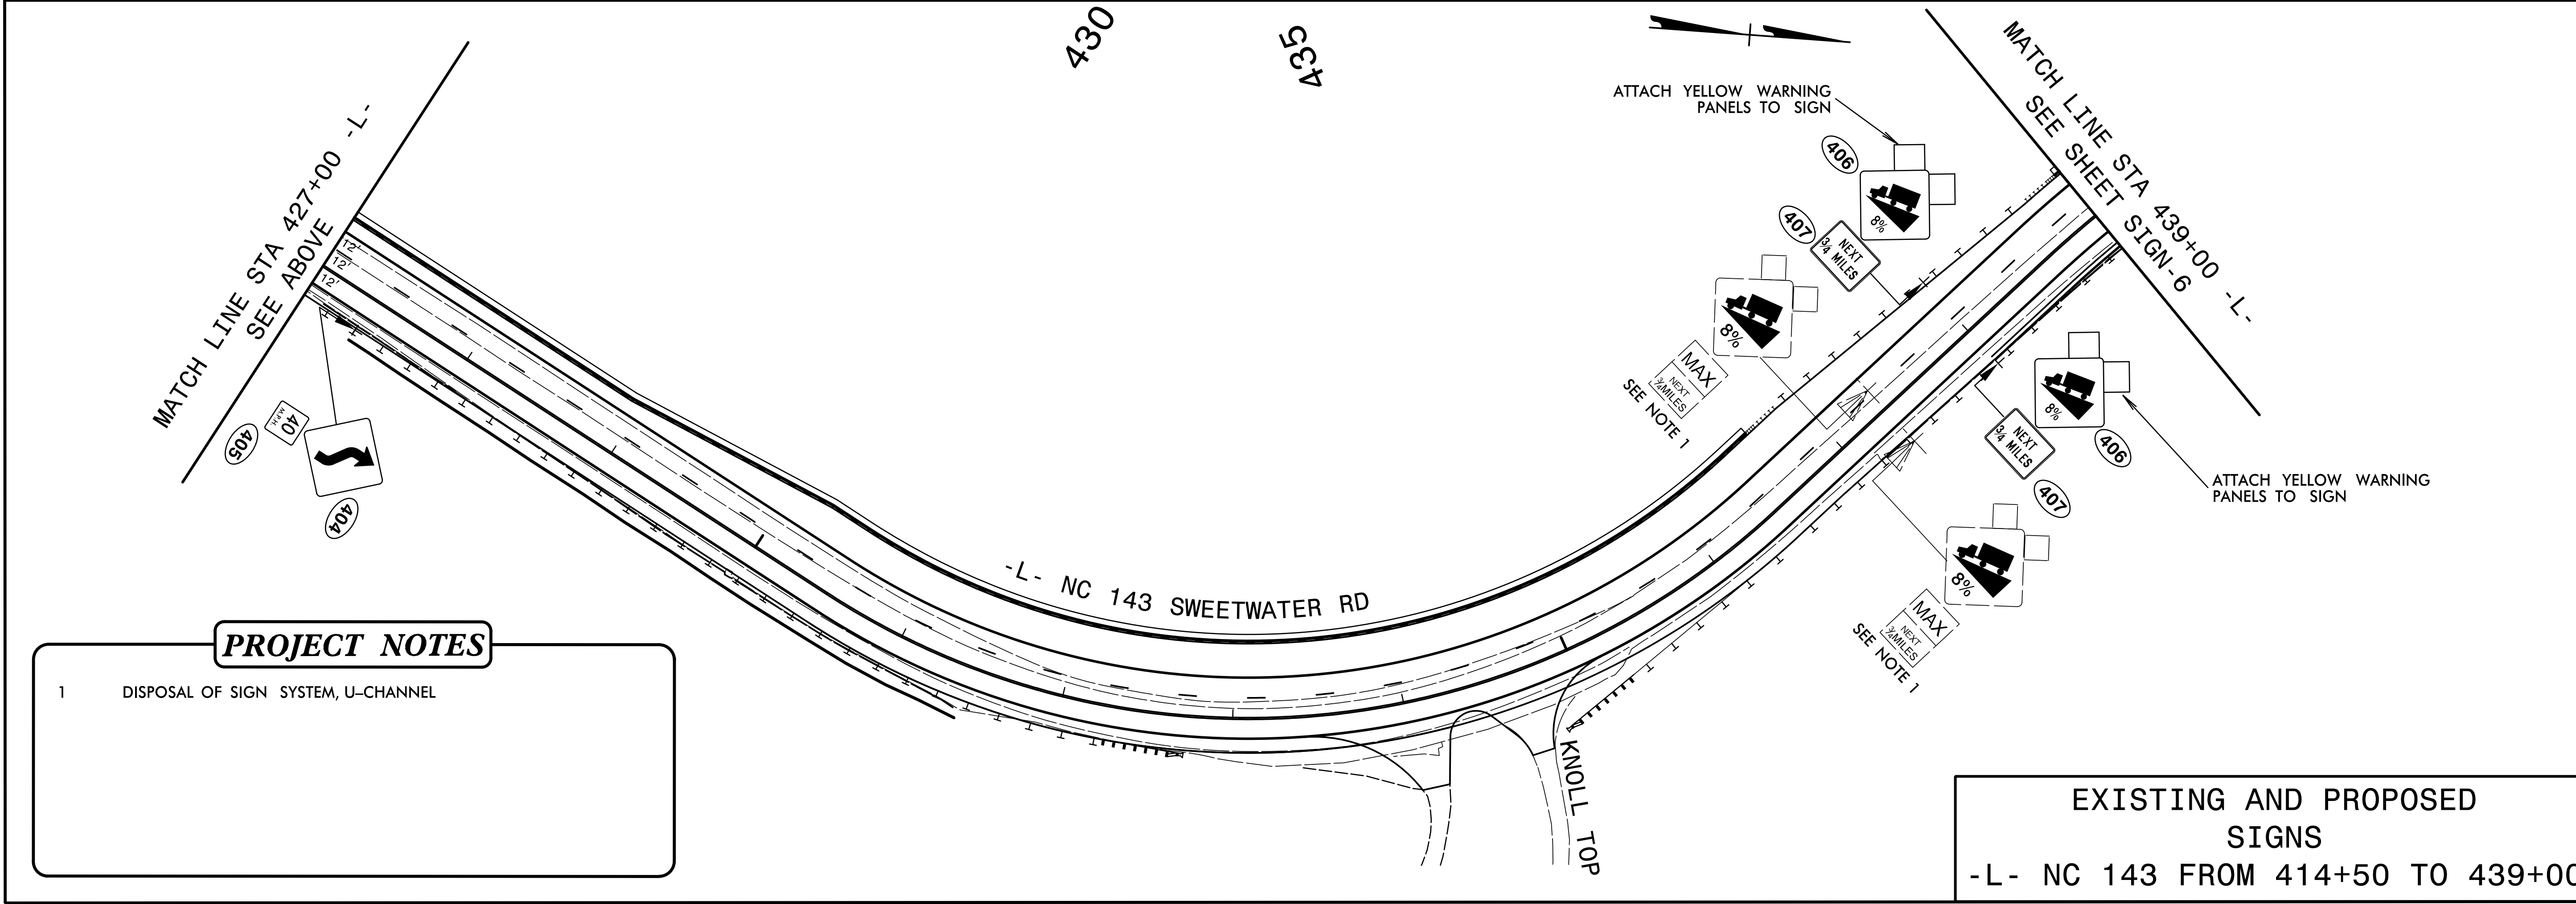 430
435
MATCH LINE STA 427+00 -L-
SEE ABOVE
12'
12'
12'
40
M.P.H.
405
404
ATTACH YELLOW WARNING
PANELS TO SIGN
406
8%
407
NEXT
3/4 MILES
8%
MAX
NEXT
3/4 MILES
SEE NOTE 1
MATCH LINE STA 439+00 -L-
SEE SHEET SIGN-6
8%
406
NEXT
3/4 MILES
407
ATTACH YELLOW WARNING
PANELS TO SIGN
8%
MAX
NEXT
3/4 MILES
SEE NOTE 1
-L- NC 143 SWEETWATER RD
KNOLL TOP
PROJECT NOTES
1 DISPOSAL OF SIGN SYSTEM, U-CHANNEL
EXISTING AND PROPOSED
SIGNS
-L- NC 143 FROM 414+50 TO 439+00